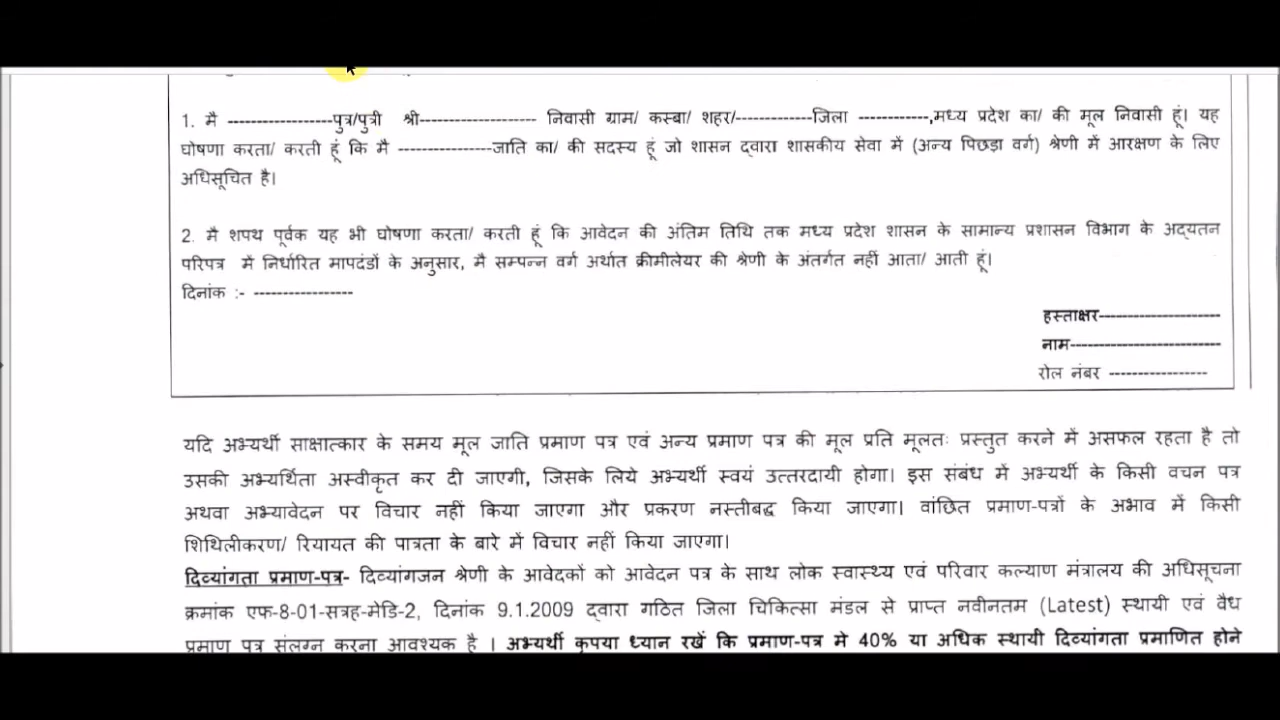 1. मै ------------------पुत्र/पुत्री श्री-------------------- निवासी ग्राम/ कस्बा/ शहर/-------------जिला ------------,मध्य प्रदेश का/ की मूल निवासी हूं। यह
घोषणा करता/ करती हूं कि मै ----------------जाति का/ की सदस्य हूं जो शासन द्वारा शासकीय सेवा में (अन्य पिछड़ा वर्ग) श्रेणी में आरक्षण के लिए
अधिसूचित है।
2. मै शपथ पूर्वक यह भी घोषणा करता/ करती हूं कि आवेदन की अंतिम तिथि तक मध्य प्रदेश शासन के सामान्य प्रशासन विभाग के अद्यतन
परिपत्र में निर्धारित मापदंडों के अनुसार, मै सम्पन्न वर्ग अर्थात क्रीमीलेयर की श्रेणी के अंतर्गत नहीं आता/ आती हूं।
दिनांक :- -----------------
हस्ताक्षर---------------------
नाम--------------------------
रोल नंबर -----------------
यदि अभ्यर्थी साक्षात्कार के समय मूल जाति प्रमाण पत्र एवं अन्य प्रमाण पत्र की मूल प्रति मूलतः प्रस्तुत करने में असफल रहता है तो
उसकी अभ्यर्थिता अस्वीकृत कर दी जाएगी, जिसके लिये अभ्यर्थी स्वयं उत्तरदायी होगा। इस संबंध में अभ्यर्थी के किसी वचन पत्र
अथवा अभ्यावेदन पर विचार नहीं किया जाएगा और प्रकरण नस्तीबद्ध किया जाएगा। वांछित प्रमाण-पत्रों के अभाव में किसी
शिथिलीकरण/ रियायत की पात्रता के बारे में विचार नहीं किया जाएगा।
दिव्यांगता प्रमाण-पत्र- दिव्यांगजन श्रेणी के आवेदकों को आवेदन पत्र के साथ लोक स्वास्थ्य एवं परिवार कल्याण मंत्रालय की अधिसूचना
क्रमांक एफ-8-01-सत्रह-मेडि-2, दिनांक 9.1.2009 द्वारा गठित जिला चिकित्सा मंडल से प्राप्त नवीनतम (Latest) स्थायी एवं वैध
प्रमाण पत्र संलग्न करना आवश्यक है । अभ्यर्थी कृपया ध्यान रखें कि प्रमाण-पत्र मे 40% या अधिक स्थायी दिव्यांगता प्रमाणित होने